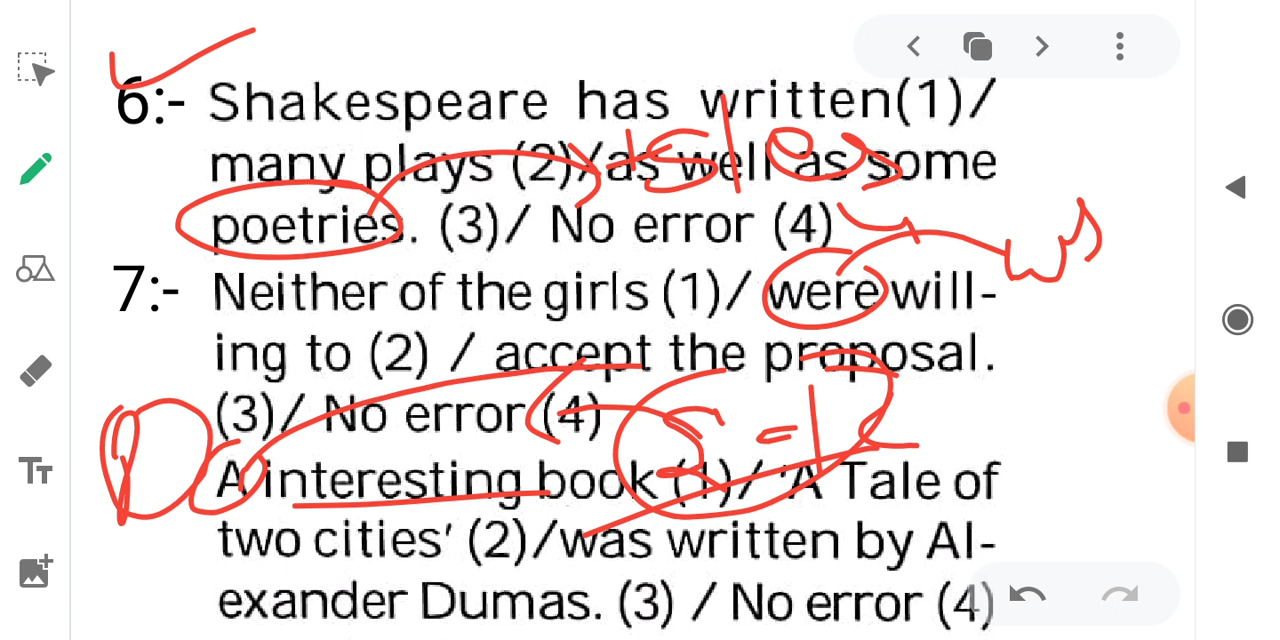 6:- Shakespeare has written(1)/
many plays (2)/as well as some
poetries. (3)/ No error (4)
7:- Neither of the girls (1)/ were will-
ing to (2) / accept the proposal.
(3)/ No error (4)
A interesting book (1)/ 'A Tale of
two cities' (2)/was written by Al-
exander Dumas. (3) / No error (4)
TT